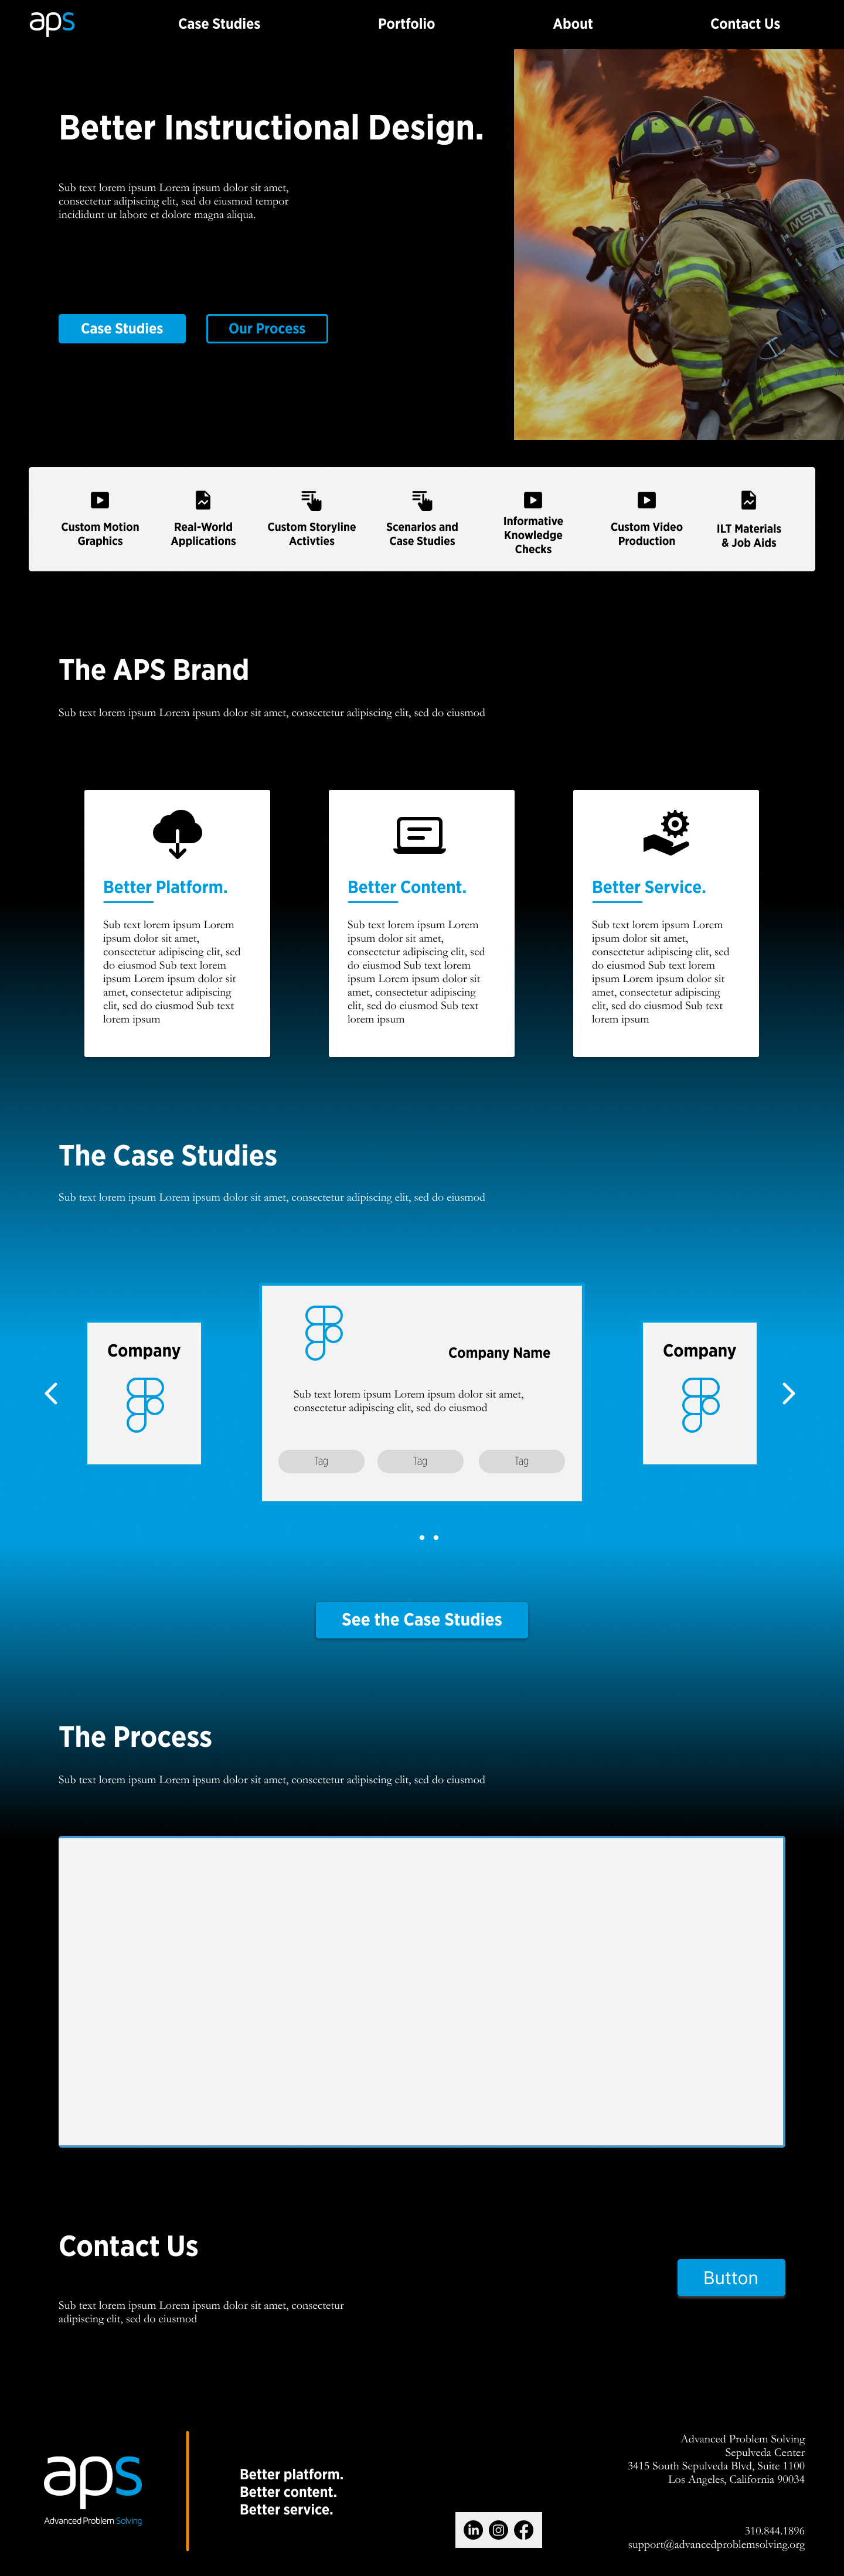 aps
Case Studies
Portfolio
About
Contact Us
Better Instructional Design.
Sub text lorem ipsum Lorem ipsum dolor sit amet,
consectetur adipiscing elit, sed do eiusmod tempor
incididunt ut labore et dolore magna aliqua.
Case Studies
Our Process
MSA
Custom Motion
Graphics
Real-World
Applications
Custom Storyline
Activties
Scenarios and
Case Studies
Informative
Knowledge
Checks
Custom Video
Production
ILT Materials
& Job Aids
The APS Brand
Sub text lorem ipsum Lorem ipsum dolor sit amet, consectetur adipiscing elit, sed do eiusmod
Better Platform.
Sub text lorem ipsum Lorem
ipsum dolor sit amet,
consectetur adipiscing elit, sed
do eiusmod Sub text lorem
ipsum Lorem ipsum dolor sit
amet, consectetur adipiscing
elit, sed do eiusmod Sub text
lorem ipsum
Better Content.
Sub text lorem ipsum Lorem
ipsum dolor sit amet,
consectetur adipiscing elit, sed
do eiusmod Sub text lorem
ipsum Lorem ipsum dolor sit
amet, consectetur adipiscing
elit, sed do eiusmod Sub text
lorem ipsum
Better Service.
Sub text lorem ipsum Lorem
ipsum dolor sit amet,
consectetur adipiscing elit, sed
do eiusmod Sub text lorem
ipsum Lorem ipsum dolor sit
amet, consectetur adipiscing
elit, sed do eiusmod Sub text
lorem ipsum
The Case Studies
Sub text lorem ipsum Lorem ipsum dolor sit amet, consectetur adipiscing elit, sed do eiusmod
Company
Company Name
Sub text lorem ipsum Lorem ipsum dolor sit amet,
consectetur adipiscing elit, sed do eiusmod
Tag
Tag
Tag
Company
See the Case Studies
The Process
Sub text lorem ipsum Lorem ipsum dolor sit amet, consectetur adipiscing elit, sed do eiusmod
Contact Us
Sub text lorem ipsum Lorem ipsum dolor sit amet, consectetur
adipiscing elit, sed do eiusmod
Button
aps
Advanced Problem Solving
Better platform.
Better content.
Better service.
in
Advanced Problem Solving
Sepulveda Center
3415 South Sepulveda Blvd, Suite 1100
Los Angeles, California 90034
310.844.1896
support@advancedproblemsolving.org